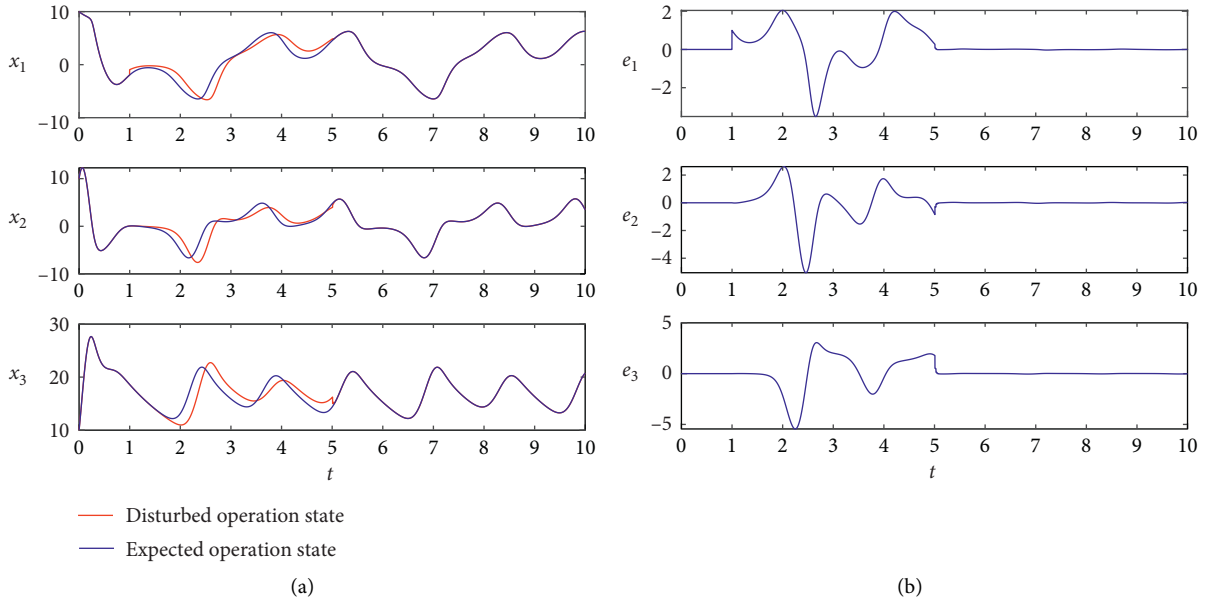 10
x1
0
−10
0 1 2 3 4 5 6 7 8 9 10
10
x2
0
−10
0 1 2 3 4 5 6 7 8 9 10
30
x3
20
10
0 1 2 3 4 5 6 7 8 9 10
t
Disturbed operation state
Expected operation state
(a)
2
e1
0
−2
0 1 2 3 4 5 6 7 8 9 10
2
e2
0
−2
−4
0 1 2 3 4 5 6 7 8 9 10
5
e3
0
−5
0 1 2 3 4 5 6 7 8 9 10
t
(b)